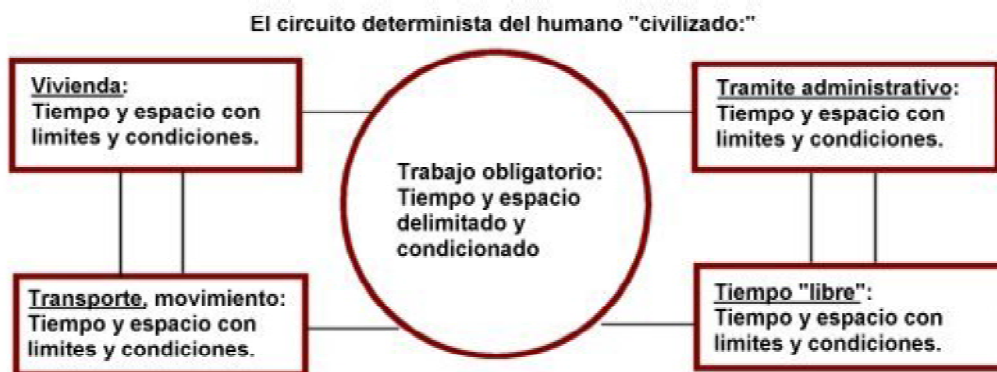 El circuito determinista del humano "civilizado:"
Vivienda:
Tiempo y espacio con
limites y condiciones.
Tramite administrativo:
Tiempo y espacio con
limites y condiciones.
Trabajo obligatorio:
Tiempo y espacio
delimitado y
condicionado
Transporte, movimiento:
Tiempo y espacio con
limites y condiciones.
Tiempo "libre":
Tiempo y espacio con
limites y condiciones.